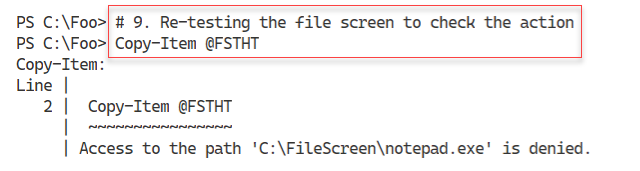 PS C:\Foo> # 9. Re-testing the file screen to check the action
PS C:\Foo> Copy-Item @FSTHT
Copy-Item:
Line |
2 | Copy-Item @FSTHT
| ~~~~~~~~~~~~~~~~
| Access to the path 'C:\FileScreen\notepad.exe' is denied.